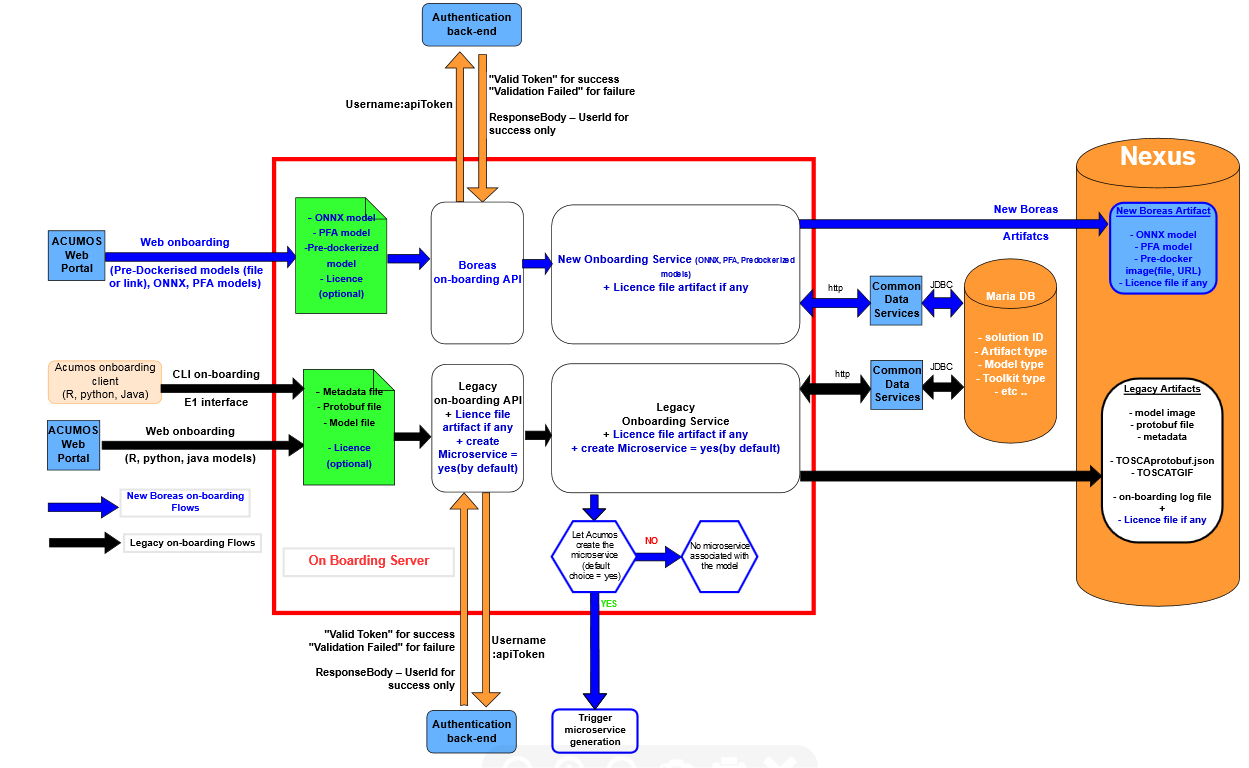 Authentication
back-end
"Valid Token" for success
"Validation Failed" for failure
Username:apiToken
ResponseBody – UserId for
success only
Nexus
ACUMOS
Web
Portal
Web onboarding
(Pre-Dockerised models (file
or link), ONNX, PFA models)
- ONNX model
- PFA model
-Pre-dockerized
model
- Licence
(optional)
Boreas
on-boarding API
New Onboarding Service (ONNX, PFA, Predockerized
models)
+ Licence file artifact if any
New Boreas
Artifatcs
New Boreas Artifact
- ONNX model
- PFA model
- Pre-docker
image(file, URL)
- Licence file if any
http
Common
Data
Services
JDBC
Maria DB
- solution ID
- Artifact type
- Model type
- Toolkit type
- etc ..
Acumos onboarding
client
(R, python, Java)
CLI on-boarding
E1 interface
ACUMOS
Web
Portal
Web onboarding
(R, python, java models)
- Metadata file
- Protobuf file
- Model file
- Licence
(optional)
Legacy
on-boarding API
+ Lience file
artifact if any
+ create
Microservice =
yes(by default)
Legacy
Onboarding Service
+ Licence file artifact if any
+ create Microservice = yes(by default)
http
Common
Data
Services
JDBC
Legacy Artifacts
- model image
- protobuf file
- metadata
- TOSCAprotobuf.json
- TOSCATGIF
- on-boarding log file
+
- Licence file if any
New Boreas on-boarding
Flows
Legacy on-boarding Flows
On Boarding Server
Let Acumos
create the
microservice
(default
choice = yes)
NO
No microservice
associated with
the model
YES
"Valid Token" for success
"Validation Failed" for failure
ResponseBody – UserId for
success only
Username
:apiToken
Authentication
back-end
Trigger
microservice
generation